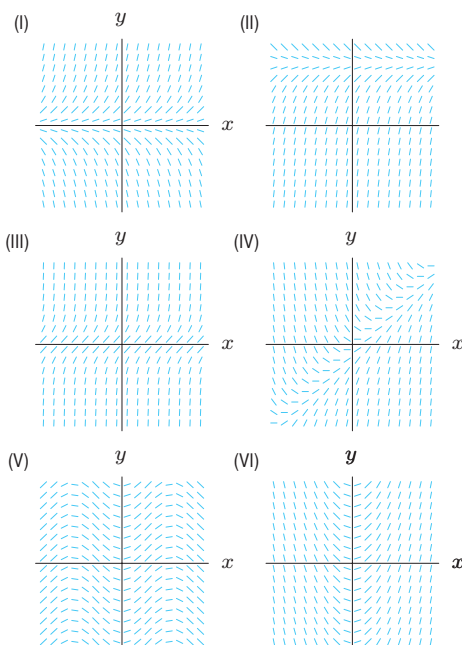 (I) y (II)
x
y
(III) (IV)
x x
y y
(V) (VI)
x x